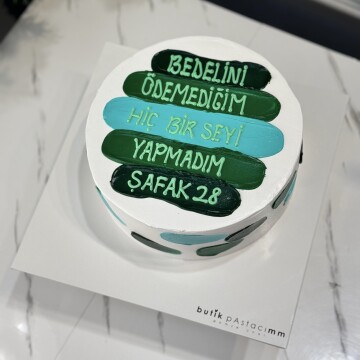 BEDELİNİ
ÖDEMEDİĞİM
HİÇ BİR ŞEYİ
YAPMADIM
ŞAFAK 28
butik pAstacımm